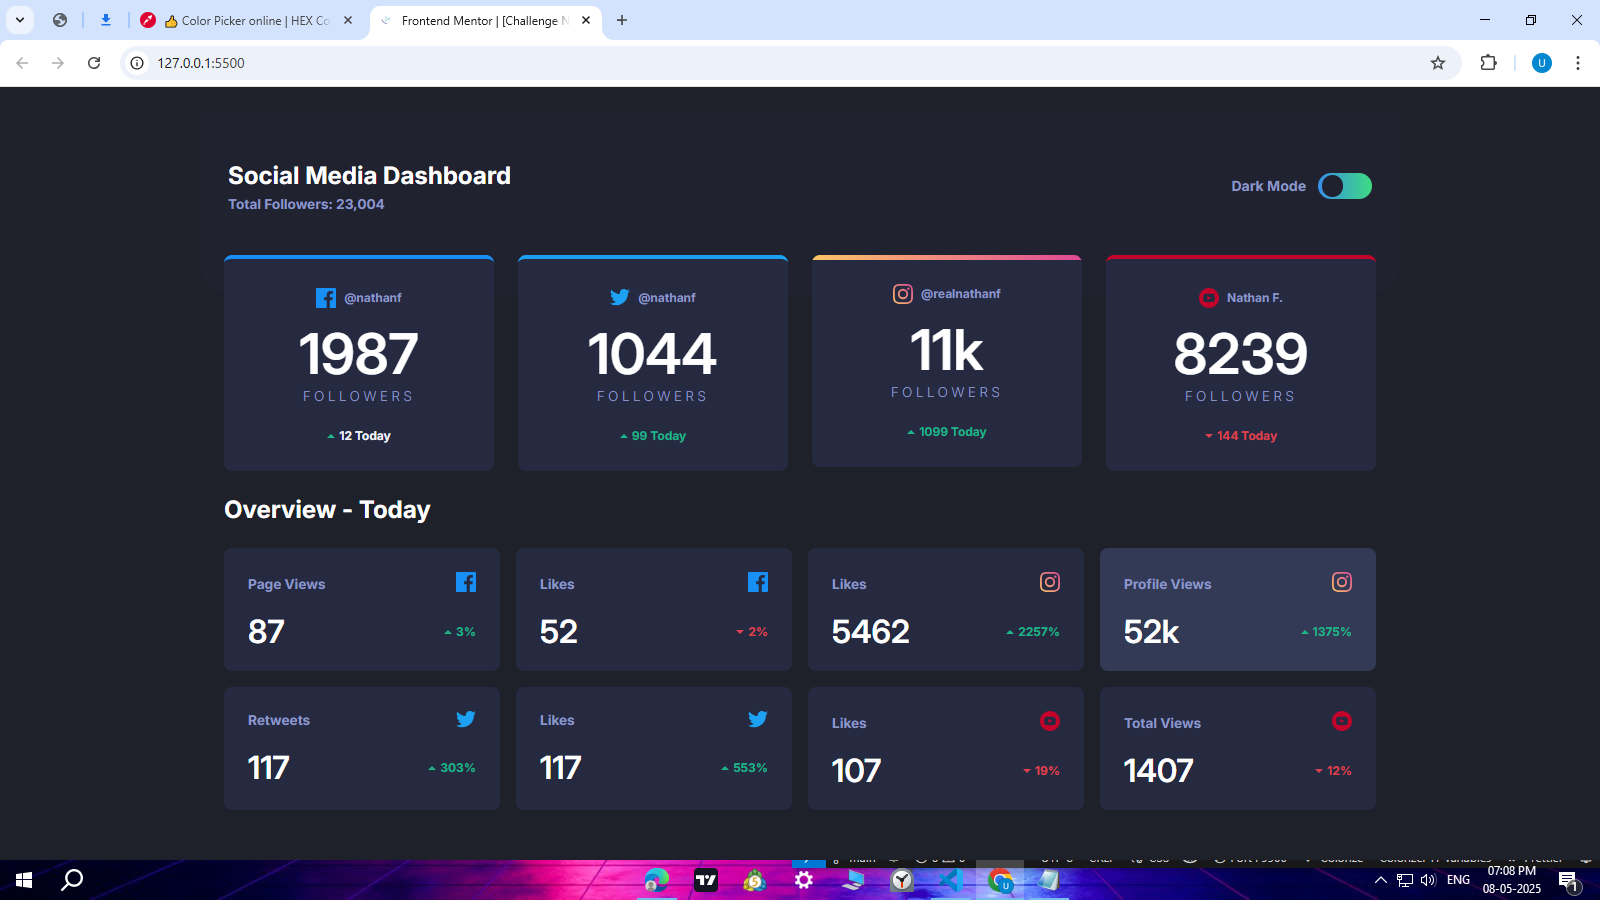 👍 Color Picker online | HEX Co
Frontend Mentor | [Challenge N
127.0.0.1:5500
U
Social Media Dashboard
Total Followers: 23,004
Dark Mode
@nathanf
1987
FOLLOWERS
12 Today
@nathanf
1044
FOLLOWERS
99 Today
@realnathanf
11k
FOLLOWERS
1099 Today
Nathan F.
8239
FOLLOWERS
144 Today
Overview - Today
Page Views
87
3%
Likes
52
2%
Likes
5462
2257%
Profile Views
52k
1375%
Retweets
117
303%
Likes
117
553%
Likes
107
19%
Total Views
1407
12%
ENG
07:08 PM
08-05-2025
1